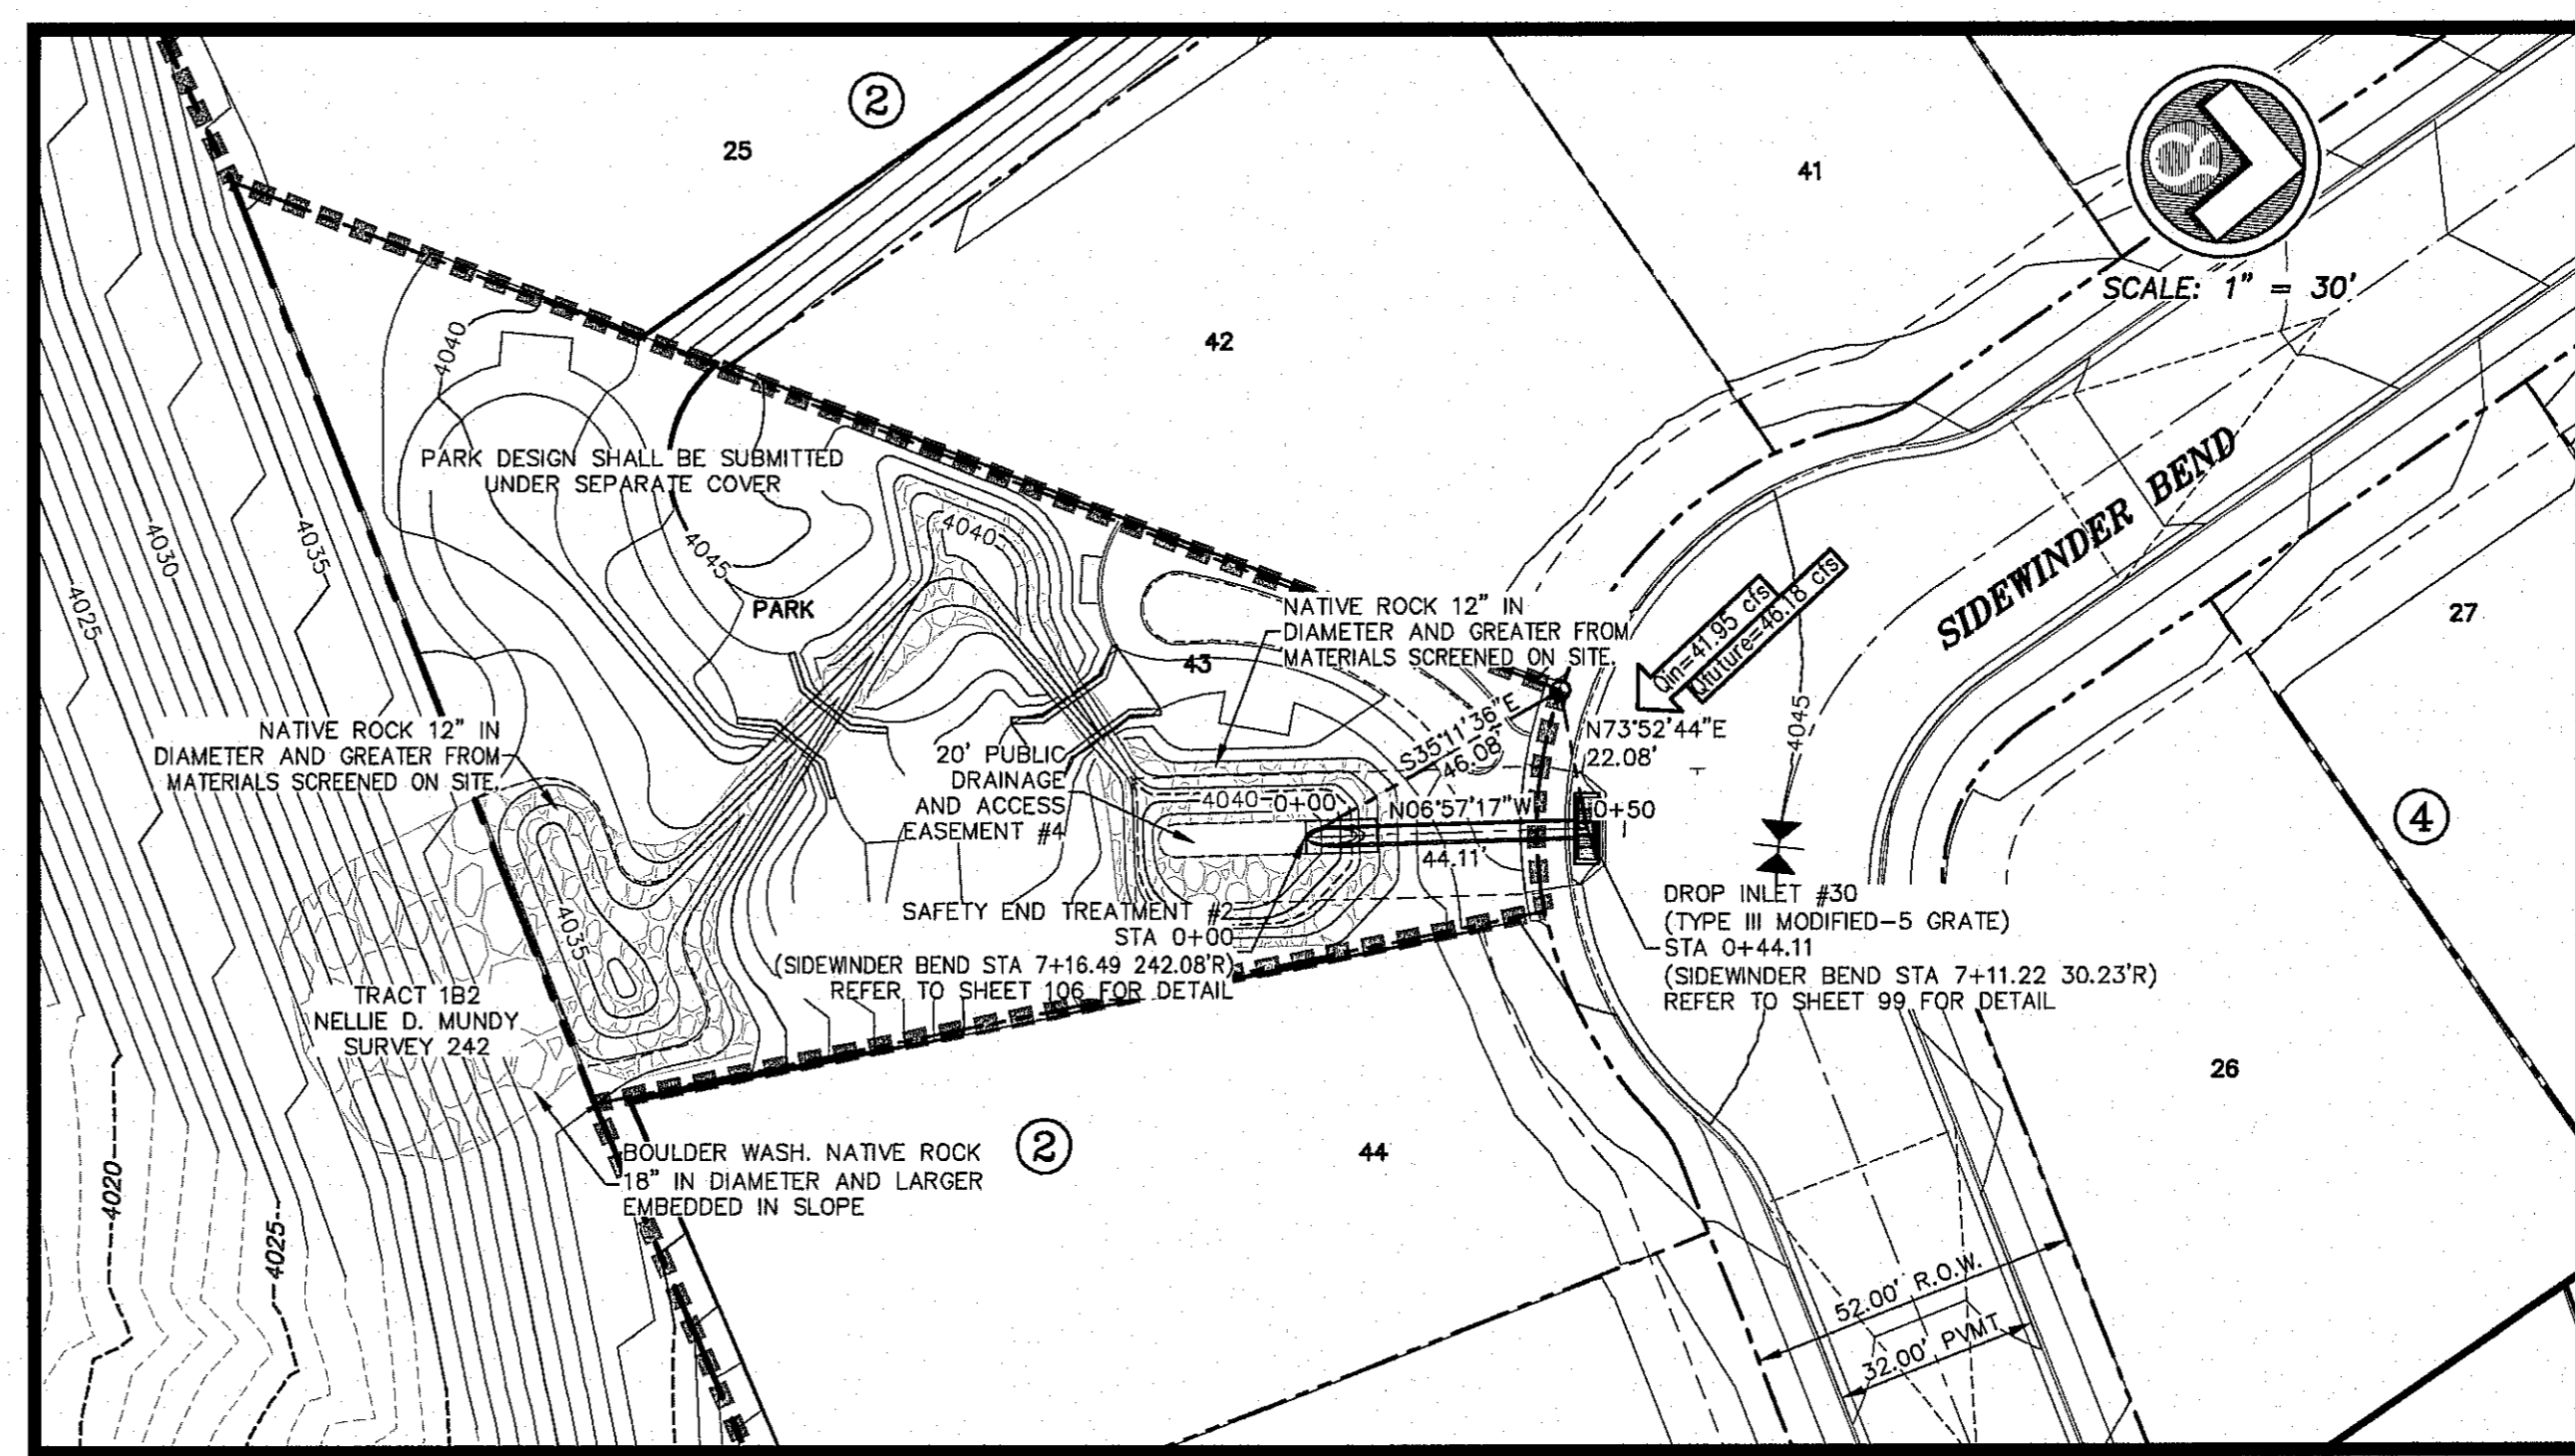 2
25
41
42
SCALE: 1" = 30'
4040
PARK DESIGN SHALL BE SUBMITTED
UNDER SEPARATE COVER
4030
4035
4025
4045
4040
PARK
SIDEWINDER BEND
27
NATIVE ROCK 12" IN
DIAMETER AND GREATER FROM
MATERIALS SCREENED ON SITE.
43
Qin=41.95 cfs
Qfuture=46.18 cfs
S35°11'36"E
46.08'
N73°52'44"E
22.08'
4045
NATIVE ROCK 12" IN
DIAMETER AND GREATER FROM
MATERIALS SCREENED ON SITE.
20' PUBLIC
DRAINAGE
AND ACCESS
EASEMENT #4
4040
0+00
N06°57'17"W
44.11'
0+50
4
4035
SAFETY END TREATMENT #2
STA 0+00
(SIDEWINDER BEND STA 7+16.49 242.08'R)
REFER TO SHEET 106 FOR DETAIL
DROP INLET #30
(TYPE III MODIFIED-5 GRATE)
STA 0+44.11
(SIDEWINDER BEND STA 7+11.22 30.23'R)
REFER TO SHEET 99 FOR DETAIL
TRACT 1B2
NELLIE D. MUNDY
SURVEY 242
26
BOULDER WASH. NATIVE ROCK
18" IN DIAMETER AND LARGER
EMBEDDED IN SLOPE
2
44
4020
4025
52.00' R.O.W.
32.00' PVMT.